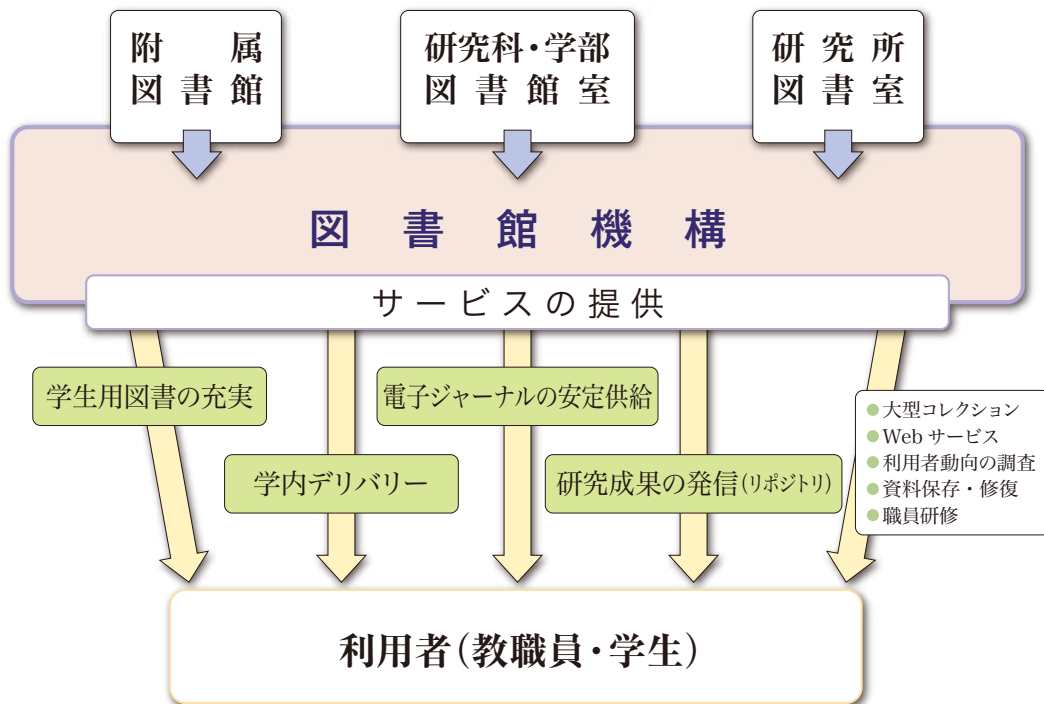 附属
図書館
研究科・学部
図書館室
研究所
図書室
図書館機構
サービスの提供
学生用図書の充実
電子ジャーナルの安定供給
学内デリバリー
研究成果の発信(リポジトリ)
大型コレクション
Web サービス
利用者動向の調査
資料保存・修復
職員研修
利用者(教職員・学生)